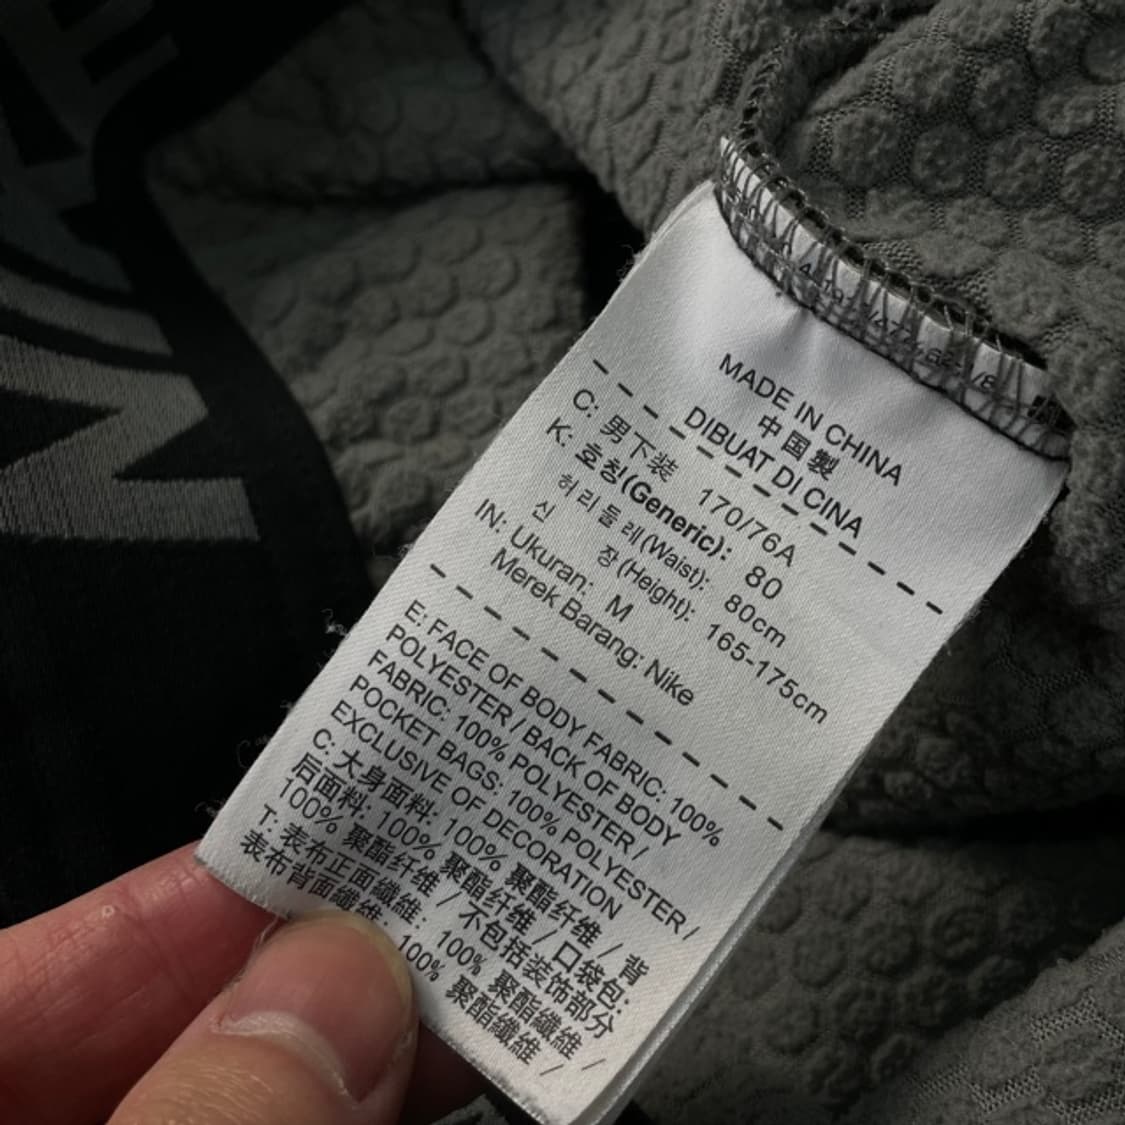 MADE IN CHINA
中国製
DIBUAT DI CINA
C: 男下装 170/76A
K: 호칭(Generic): 80
허리둘레(Waist): 80cm
신 장(Height): 165-175cm
IN: Ukuran: M
Merek Barang: Nike
E: FACE OF BODY FABRIC: 100%
POLYESTER / BACK OF BODY
FABRIC: 100% POLYESTER /
POCKET BAGS: 100% POLYESTER /
EXCLUSIVE OF DECORATION
C: 大身面料: 100% 聚酯纤维 / 背
后面料: 100% 聚酯纤维 / 口袋包:
100% 聚酯纤维 / 不包括装饰部分
T: 表布正面纖維: 100% 聚酯纖維 /
表布背面纖維: 100% 聚酯纖維 /